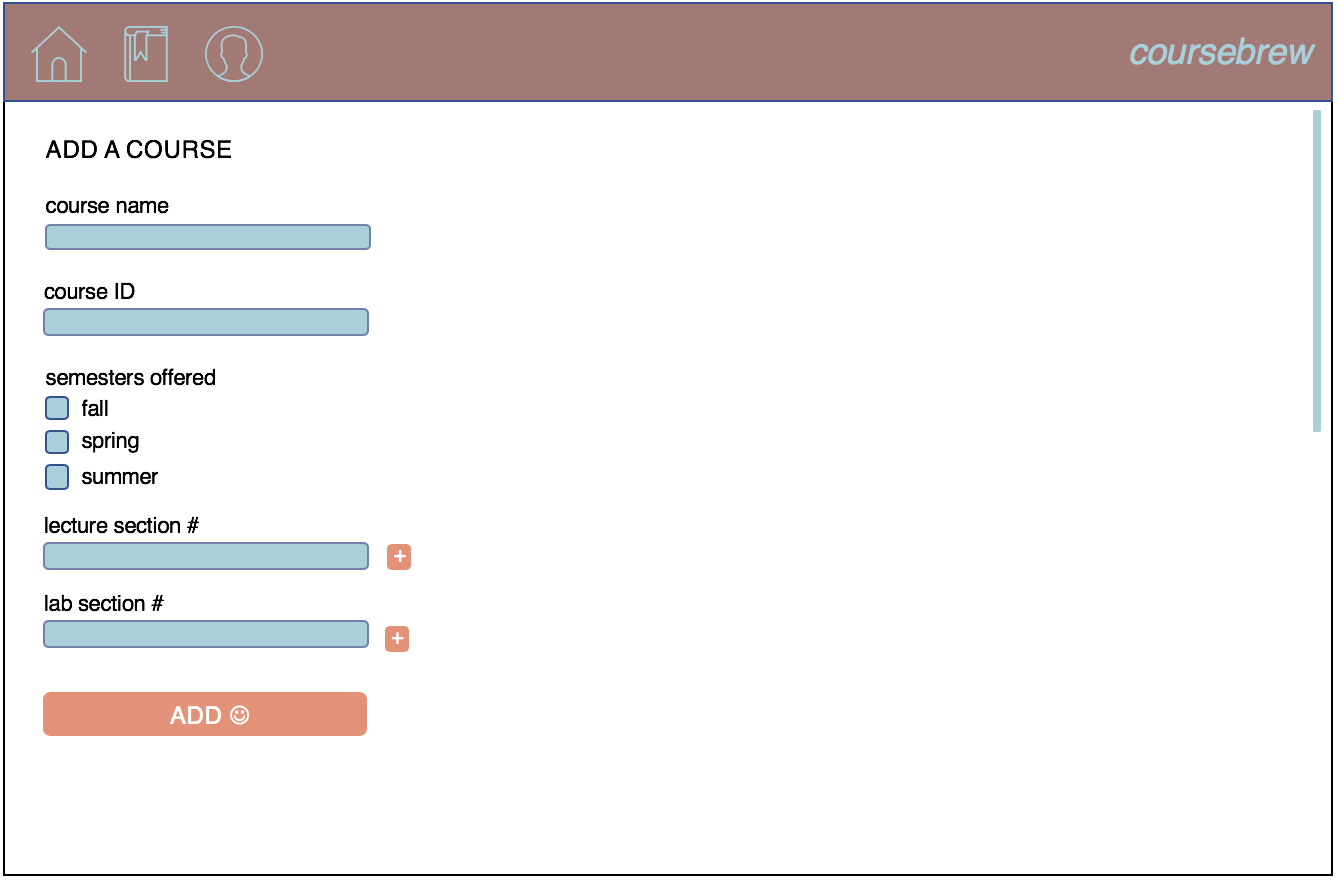 coursebrew
ADD A COURSE
course name
course ID
semesters offered
fall
spring
summer
lecture section #
+
lab section #
+
ADD ☺